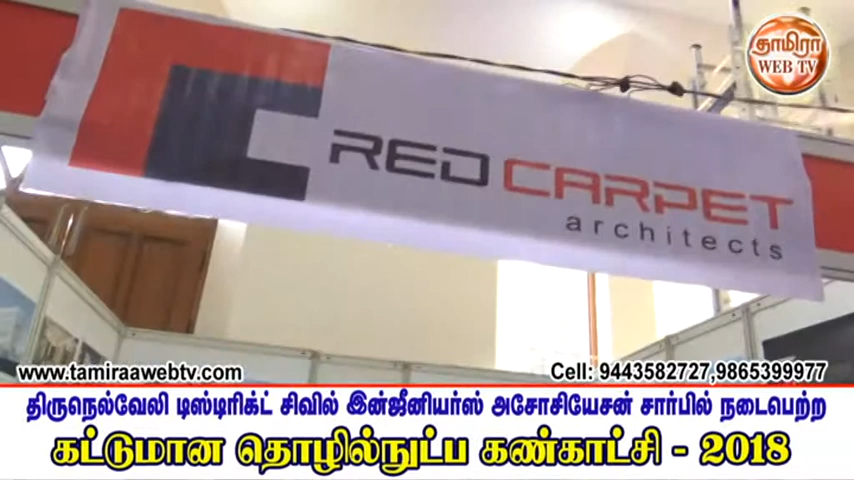 தாமிரா
WEB TV
RED CARPET
architects
www.tamiraawebtv.com
Cell: 9443582727,9865399977
திருநெல்வேலி டிஸ்டிரிக்ட் சிவில் இன்ஜீனியர்ஸ் அசோசியேசன் சார்பில் நடைபெற்ற
கட்டுமான தொழில்நுட்ப கண்காட்சி - 2018